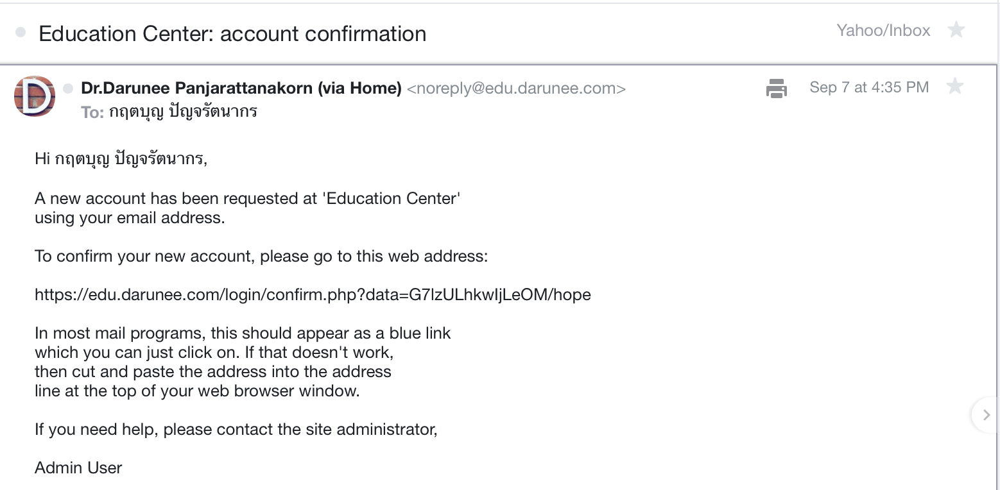 Education Center: account confirmation
Yahoo/Inbox
D
Dr.Darunee Panjarattanakorn (via Home) <noreply@edu.darunee.com>
Sep 7 at 4:35 PM
To: กฤตบุญ ปัญจรัตนากร
Hi กฤตบุญ ปัญจรัตนากร,
A new account has been requested at 'Education Center'
using your email address.
To confirm your new account, please go to this web address:
https://edu.darunee.com/login/confirm.php?data=G7lzULhkwIjLeOM/hope
In most mail programs, this should appear as a blue link
which you can just click on. If that doesn't work,
then cut and paste the address into the address
line at the top of your web browser window.
If you need help, please contact the site administrator,
Admin User